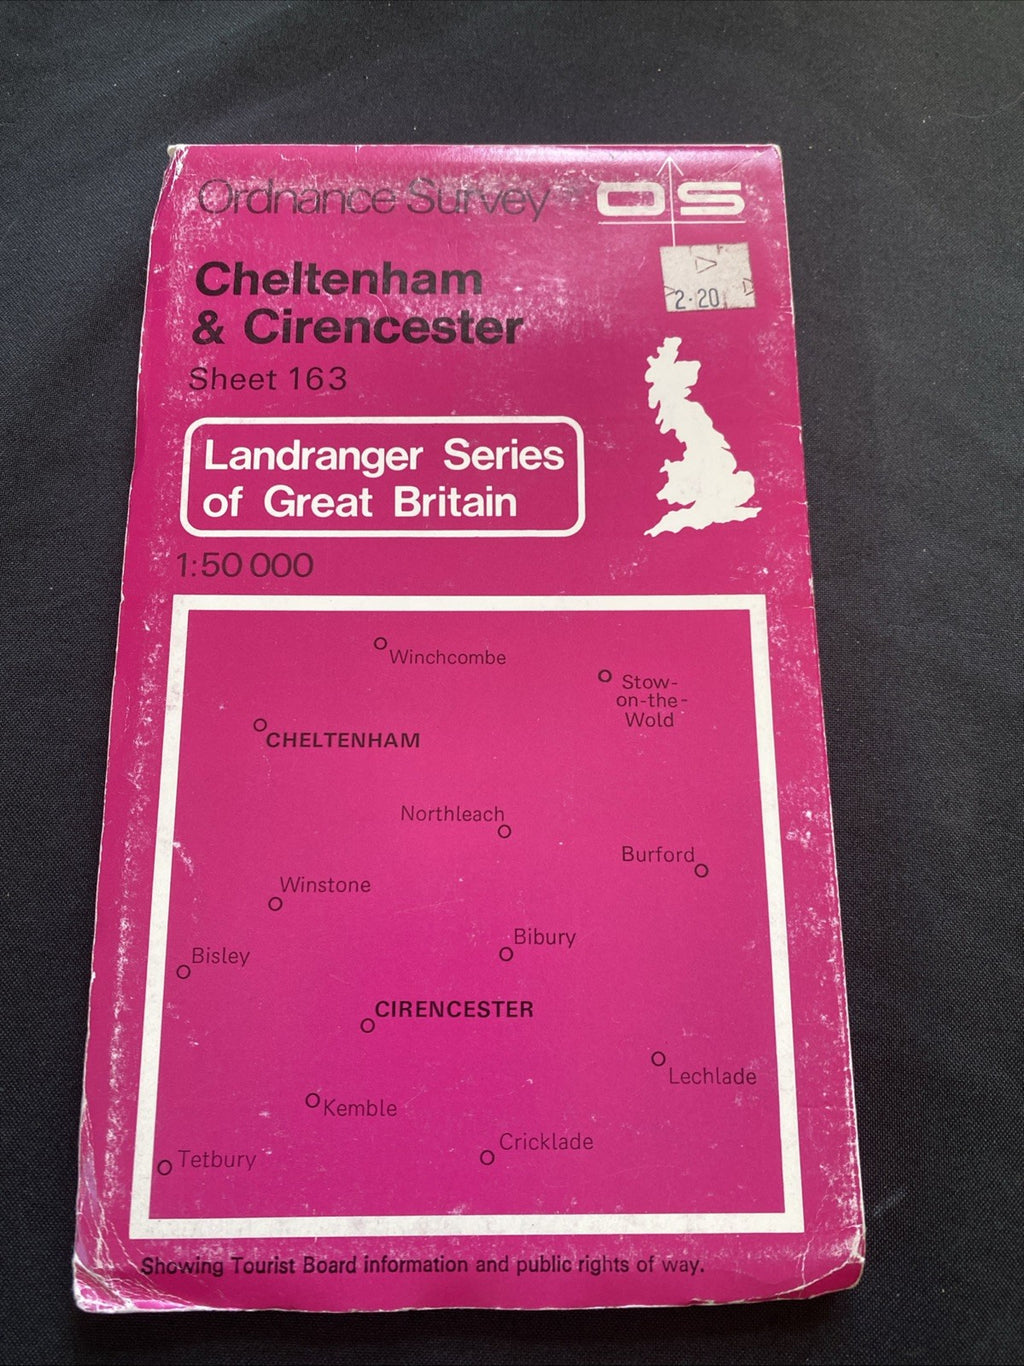 Ordnance Survey OS
2·20
Cheltenham
& Cirencester
Sheet 163
Landranger Series
of Great Britain
1:50 000
Winchcombe
Stow-
on-the-
Wold
CHELTENHAM
Northleach
Burford
Winstone
Bibury
Bisley
CIRENCESTER
Lechlade
Kemble
Cricklade
Tetbury
Showing Tourist Board information and public rights of way.